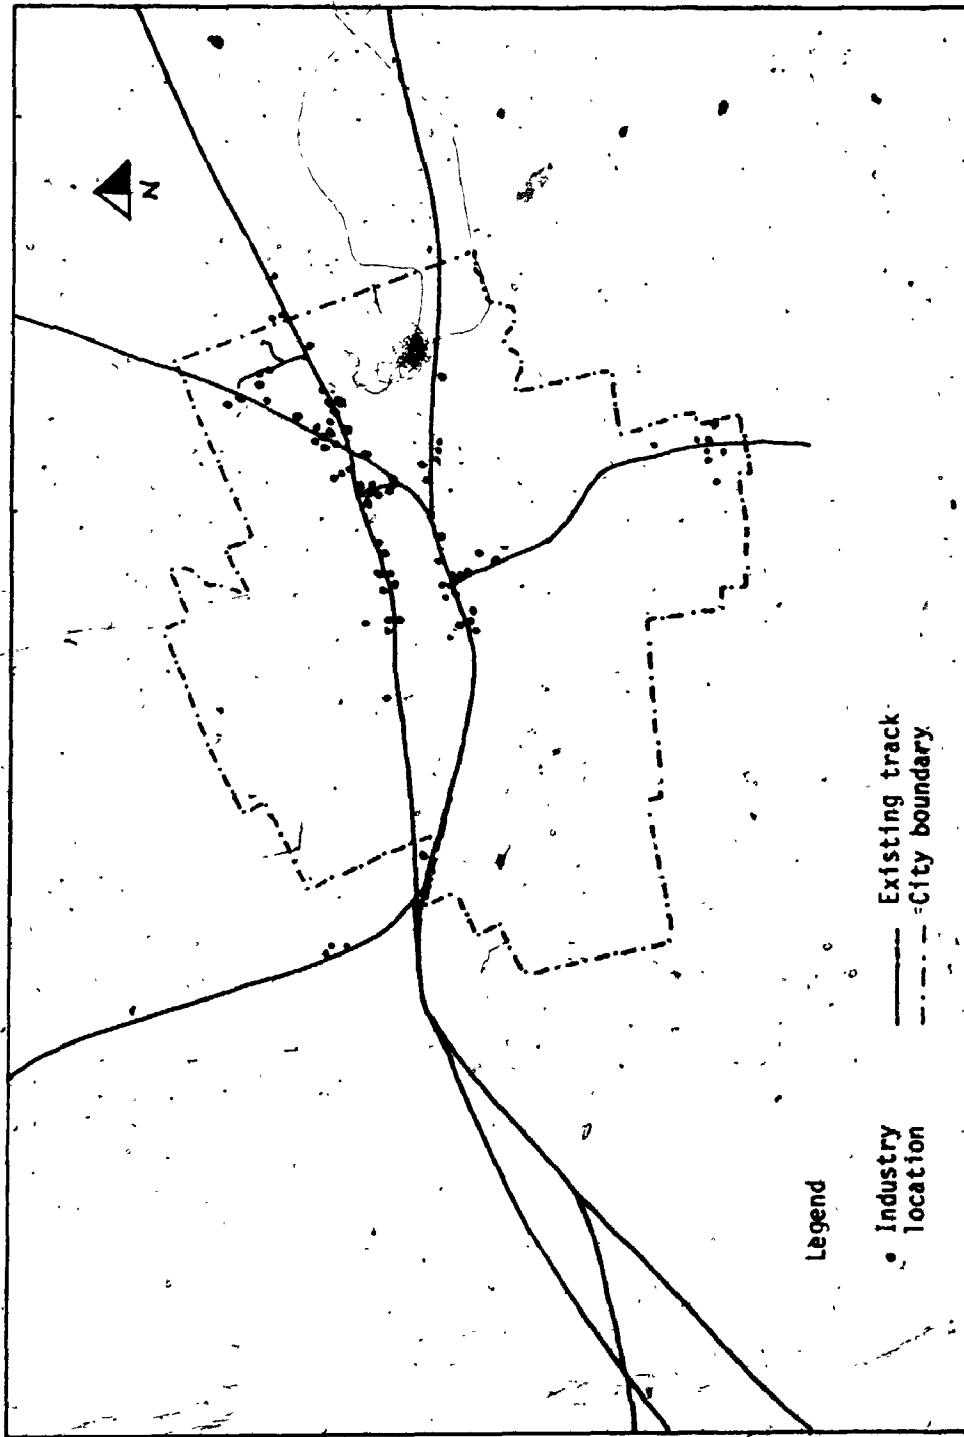 N
Legend
Industry
location
Existing track
City boundary